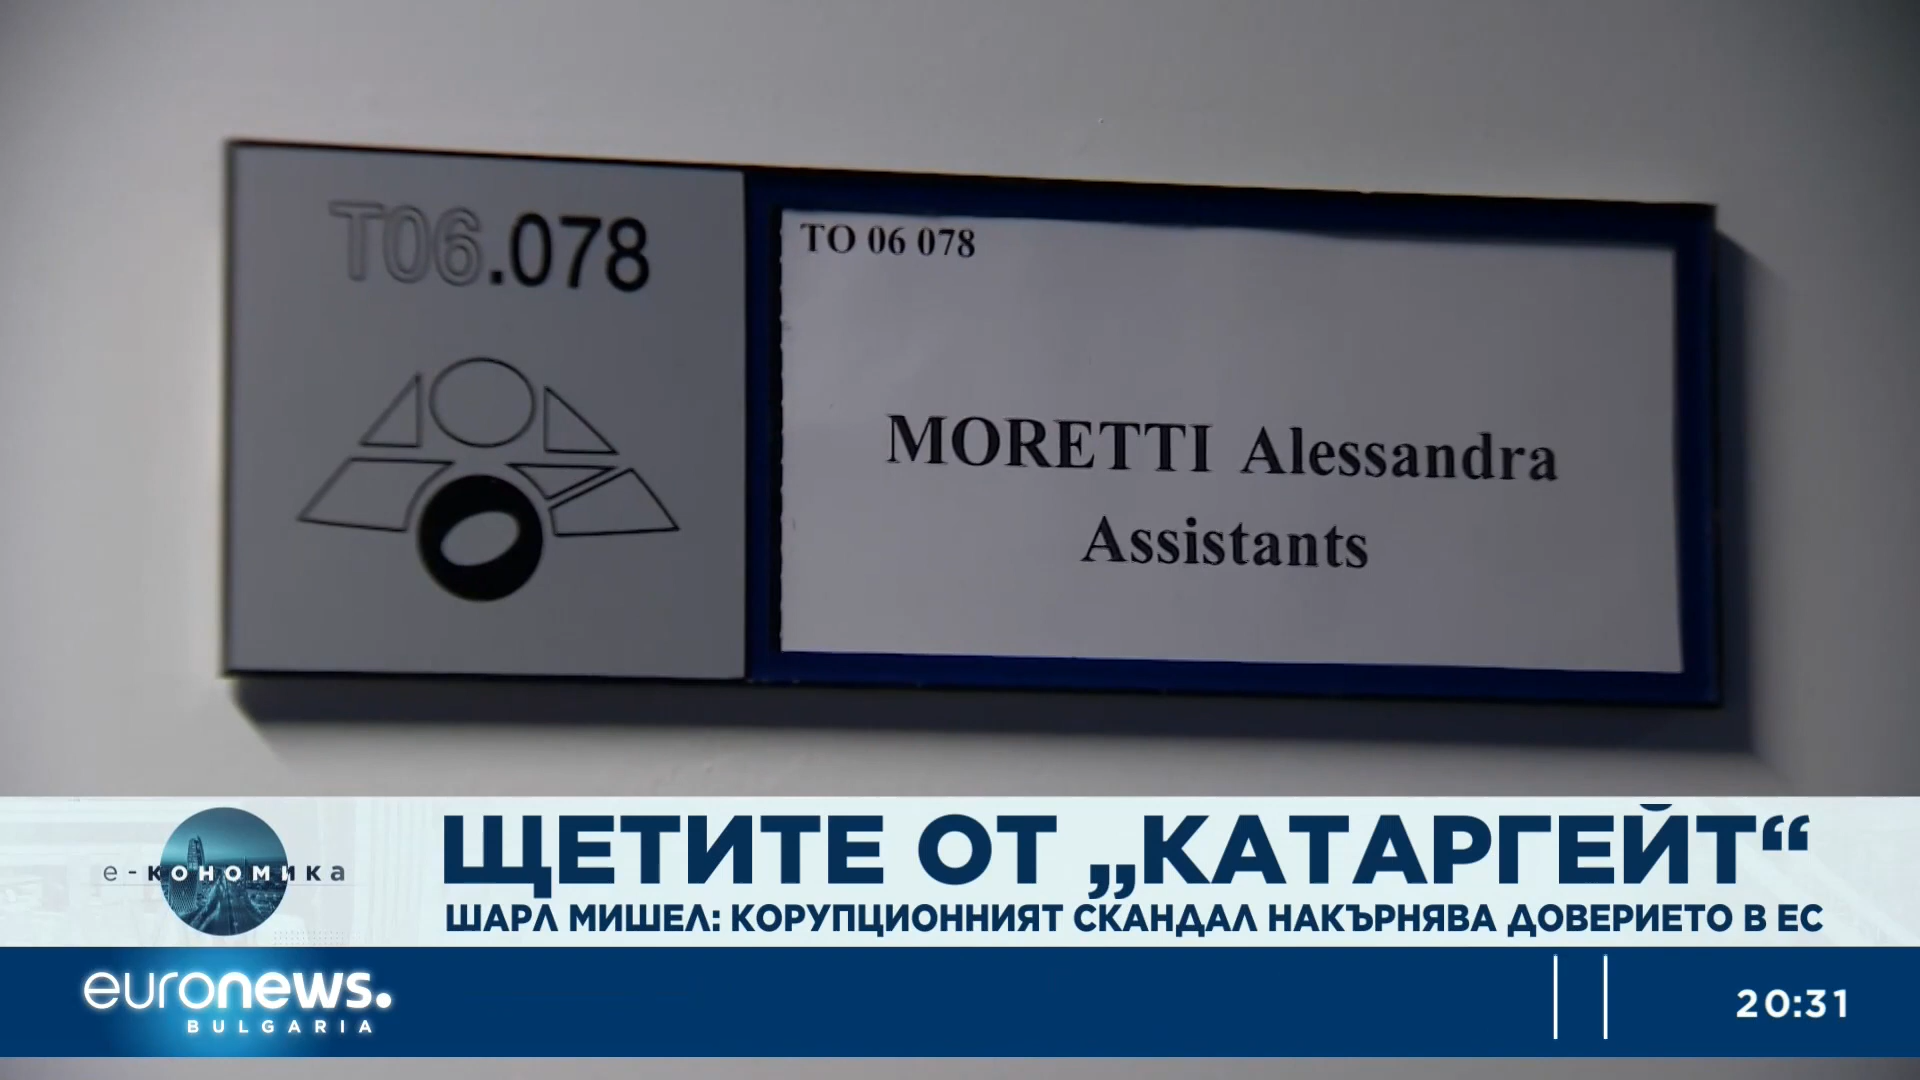 T06.078
TO 06 078
MORETTI Alessandra
Assistants
е-кономика
ЩЕТИТЕ ОТ „КАТАРГЕЙТ“
ШАРЛ МИШЕЛ: КОРУПЦИОННИЯТ СКАНДАЛ НАКЪРНЯВА ДОВЕРИЕТО В ЕС
euronews.
BULGARIA
20:31